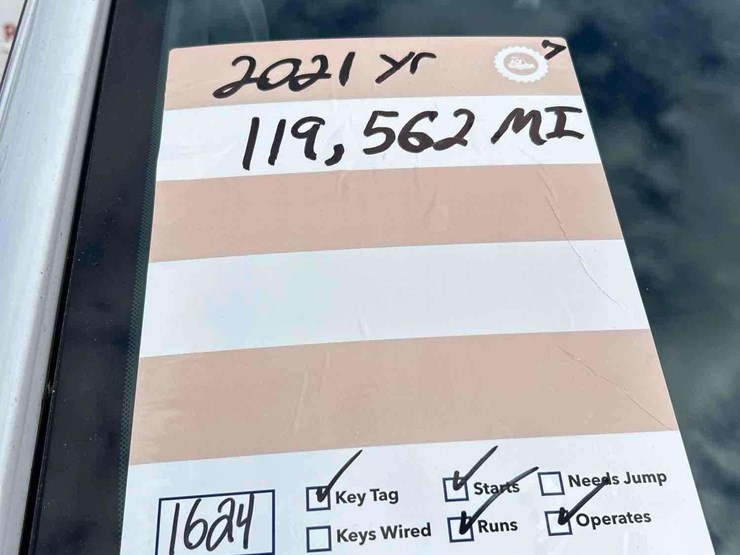 2021 yr
119,562 MI
1624
Key Tag
Starts
Needs Jump
Keys Wired
Runs
Operates